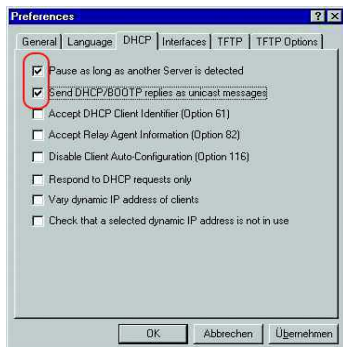 Preferences
General Language DHCP Interfaces TFTP TFTP Options
Pause as long as another Server is detected
Send DHCP/BOOTP replies as unicast messages
Accept DHCP Client Identifier (Option 61)
Accept Relay Agent Information (Option 82)
Disable Client Auto-Configuration (Option 116)
Respond to DHCP requests only
Vary dynamic IP address of clients
Check that a selected dynamic IP address is not in use
OK Abbrechen Übernehmen